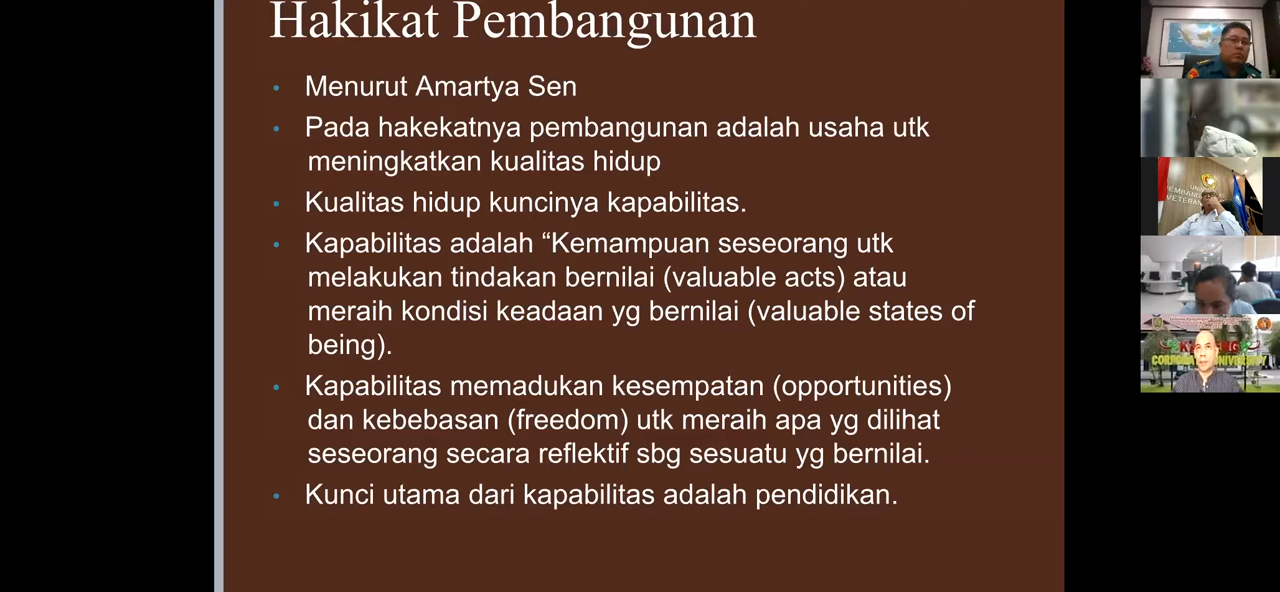 Hakikat Pembangunan
• Menurut Amartya Sen
• Pada hakekatnya pembangunan adalah usaha utk
meningkatkan kualitas hidup
• Kualitas hidup kuncinya kapabilitas.
• Kapabilitas adalah “Kemampuan seseorang utk
melakukan tindakan bernilai (valuable acts) atau
meraih kondisi keadaan yg bernilai (valuable states of
being).
• Kapabilitas memadukan kesempatan (opportunities)
dan kebebasan (freedom) utk meraih apa yg dilihat
seseorang secara reflektif sbg sesuatu yg bernilai.
• Kunci utama dari kapabilitas adalah pendidikan.